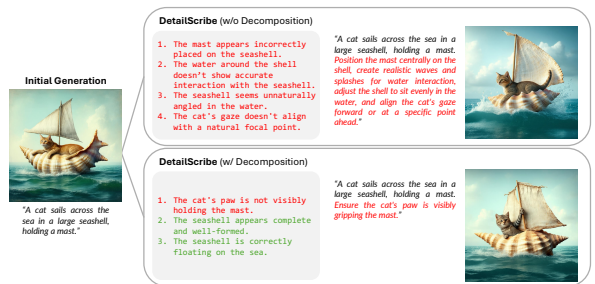 DetailScribe (w/o Decomposition)
1. The mast appears incorrectly
placed on the shell.
2. The water around the shell
doesn't show accurate
interaction with the seashell.
3. The seashell seems unnaturally
angled in the water.
4. The cat's gaze doesn't align
with a natural focal point.
"A cat sails across the sea in a
large seashell, holding a mast.
Position the mast centrally on the
shell, create realistic waves and
splashes for water interaction,
adjust the shell to sit evenly in the
water, and align the cat's gaze
forward or at a specific point
ahead."
Initial Generation
"A cat sails across the
sea in a large seashell,
holding a mast."
DetailScribe (w/ Decomposition)
1. The cat's paw is not visibly
holding the mast.
2. The seashell appears complete
and well-formed.
3. The seashell is correctly
floating on the sea.
"A cat sails across the sea in a
large seashell, holding a mast.
Ensure the cat's paw is visibly
gripping the mast."